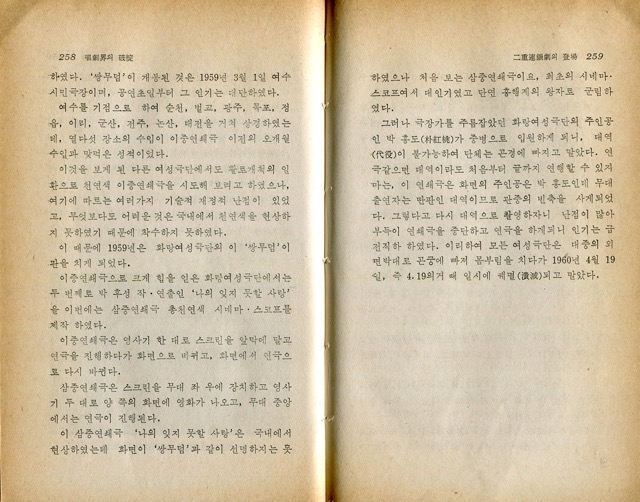 258 張劇界의 破綻
하였다. ‘쌍무덤’이 개봉된 것은 1959년 3월 1일 여수
시민극장이며, 공연초일부터 그 인기는 대단하였다.
여수를 기점으로 하여 순천, 벌교, 광주, 목포, 정
읍, 이리, 군산, 전주, 논산, 대전을 거쳐 상경하였는
데, 열다섯 장소의 수입이 이중연쇄극 이전의 오개월
수입과 맞먹은 성적이었다.
이것을 보게 된 다른 여성국단에서도 활로개척의 일
환으로 천연색 이중연쇄극을 시도해 보려고 하였으나,
여기에 따르는 여러가지 기술적 재정적 난점이 있었
고, 무엇보다도 어려운 것은 국내에서 천연색을 현상하
지 못하였기 때문에 착수하지 못하였다.
이 때문에 1959년은 화랑여성국단의 이 ‘쌍무덤’이
판을 치게 되었다.
이중연쇄극으로 크게 힘을 얻은 화랑여성국단에서는
두 번째로 박 후성 작·연출인 ‘나의 잊지 못할 사랑’
을 이번에는 삼중연쇄극 총천연색 시네마·스코프를
제작 하였다.
이중연쇄극은 영사기 한 대로 스크린을 앞막에 달고
연극을 진행하다가 화면으로 바뀌고, 화면에서 연극으
로 다시 바뀐다.
삼중연쇄극은 스크린을 무대 좌 우에 장치하고 영사
기 두 대로 양 쪽의 화면에 영화가 나오고, 무대 중앙
에서는 연극이 진행된다.
이 삼중연쇄극 ‘나의 잊지 못할 사랑’은 국내에서
현상하였는데 화면이 ‘쌍무덤’과 같이 선명하지는 못
二重連鎖劇의 登場 259
하였으나 처음 보는 삼중연쇄극이요, 최초의 시네마·
스코프여서 대인기였고 단연 흥행계의 왕자로 군림하
였다.
그러나 극장가를 주름잡았던 화랑여성국단의 주인공
인 박 홍도(朴紅桃)가 중병으로 입원하게 되니, 대역
(代役)이 불가능하여 단체는 곤경에 빠지고 말았다. 연
극같으면 대역이라도 처음부터 끝까지 연행할 수 있지
마는, 이 연쇄극은 화면의 주인공은 박 홍도인데 무대
출연자는 딴판인 대역이므로 관중의 빈축을 사게되었
다. 그렇다고 다시 대역으로 촬영하자니 난점이 많아
부득이 연쇄극을 중단하고 연극을 하게되니 인기는 급
전직하 하였다. 이리하여 모든 여성국단은 대중의 외
면박대로 곤궁에 빠져 몸부림을 치다가 1960년 4월 19
일, 즉 4.19의거 때 일시에 궤멸(潰滅)되고 말았다.